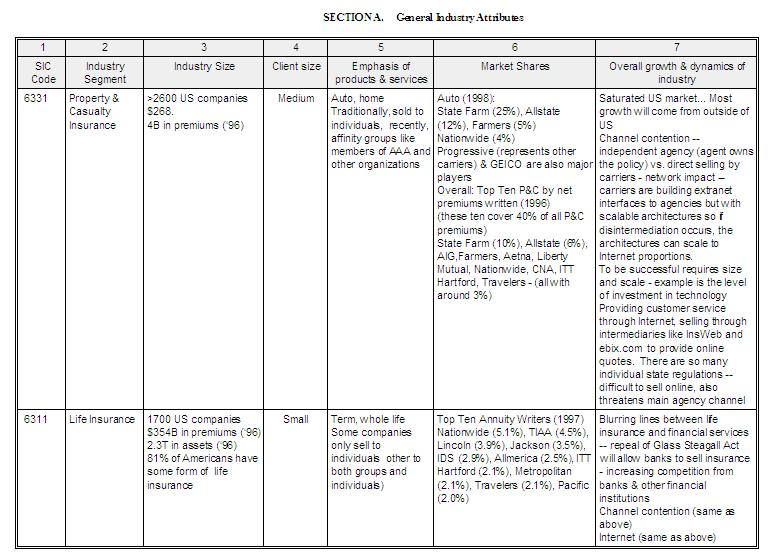 SECTION A. General Industry Attributes
1
2
3
4
5
6
7
SIC
Code
Industry
Segment
Industry Size
Client size
Emphasis of
products & services
Market Shares
Overall growth & dynamics of
industry
6331
Property &
Casualty
Insurance
>2600 US companies
$268.
4B in premiums ('96)
Medium
Auto, home
Traditionally, sold to
individuals, recently,
affinity groups like
members of AAA and
other organizations
Auto (1998):
State Farm (25%), Allstate
(12%), Farmers (5%)
Nationwide (4%)
Progressive (represents other
carriers) & GEICO are also major
players
Overall: Top Ten P&C by net
premiums written (1996)
(these ten cover 40% of all P&C
premiums)
State Farm (10%), Allstate (6%),
AIG,Farmers, Aetna, Liberty
Mutual, Nationwide, CNA, ITT
Hartford, Travelers - (all with
around 3%)
Saturated US market... Most
growth will come from outside of
US
Channel contention --
independent agency (agent owns
the policy) vs. direct selling by
carriers - network impact –
carriers are building extranet
interfaces to agencies but with
scalable architectures so if
disintermediation occurs, the
architectures can scale to
Internet proportions.
To be successful requires size
and scale - example is the level
of investment in technology
Providing customer service
through Internet, selling through
intermediaries like InsWeb and
ebix.com to provide online
quotes. There are so many
individual state regulations --
difficult to sell online, also
threatens main agency channel
6311
Life Insurance
1700 US companies
$354B in premiums ('96)
2.3T in assets ('96)
81% of Americans have
some form of life
insurance
Small
Term, whole life
Some companies
only sell to
individuals other to
both groups and
individuals)
Top Ten Annuity Writers (1997)
Nationwide (5.1%), TIAA (4.5%),
Lincoln (3.9%), Jackson (3.5%),
IDS (2.9%), Allmerica (2.5%), ITT
Hartford (2.1%), Metropolitan
(2.1%), Travelers (2.1%), Pacific
(2.0%)
Blurring lines between life
insurance and financial services
-- repeal of Glass Steagall Act
will allow banks to sell insurance
- increasing competition from
banks & other financial
institutions
Channel contention (same as
above)
Internet (same as above)